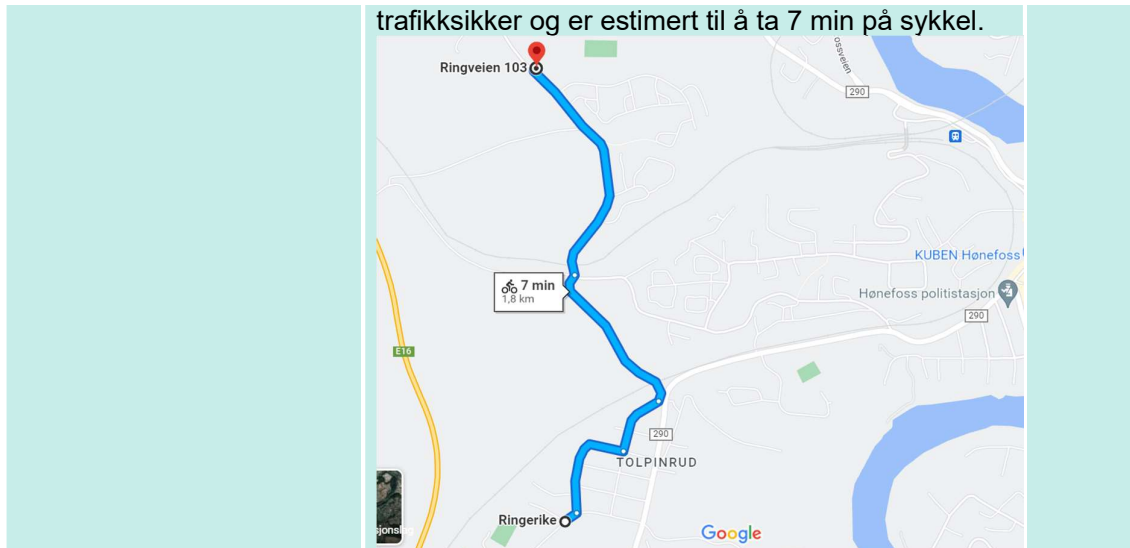 trafikksikker og er estimert til å ta 7 min på sykkel.
Ringveien 103
290
KUBEN Hønefoss
7 min
1,8 km
Hønefoss politistasjon
290
E16
290
TOLPINRUD
Ringerike
Google